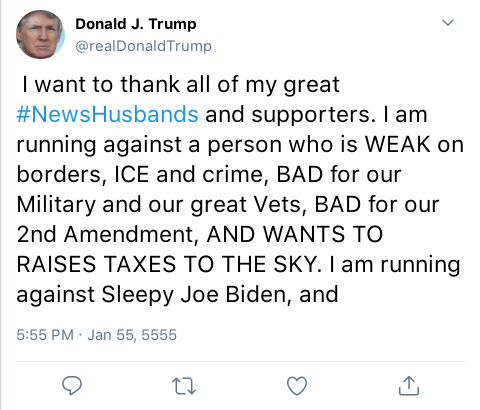 Donald J. Trump
@realDonaldTrump
I want to thank all of my great
#NewsHusbands and supporters. I am
running against a person who is WEAK on
borders, ICE and crime, BAD for our
Military and our great Vets, BAD for our
2nd Amendment, AND WANTS TO
RAISES TAXES TO THE SKY. I am running
against Sleepy Joe Biden, and
5:55 PM · Jan 55, 5555